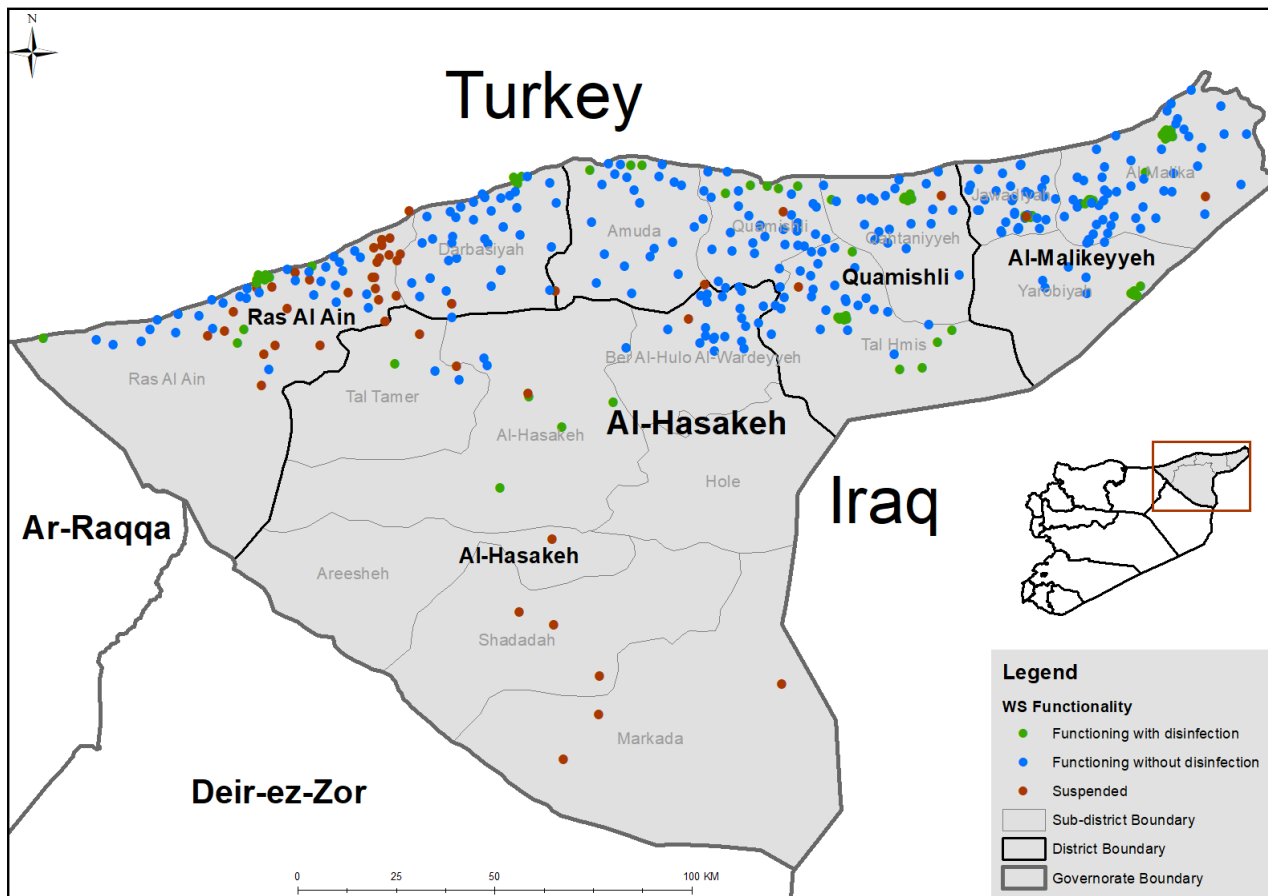 N
Turkey
Al-Malika
Jawadiyah
Quamishli
Amuda
Qahtaniyyeh
Darbasiyah
Al-Malikeyyeh
Quamishli
Yarobiyah
Ras Al Ain
Tal Hmis
Ber Al-Hulo Al-Wardeyyeh
Ras Al Ain
Tal Tamer
Al-Hasakeh
Al-Hasakeh
Hole
Iraq
Ar-Raqqa
Al-Hasakeh
Areesheh
Shadadah
Markada
Deir-ez-Zor
Legend
WS Functionality
Functioning with disinfection
Functioning without disinfection
Suspended
Sub-district Boundary
District Boundary
Governorate Boundary
0 25 50 100 KM